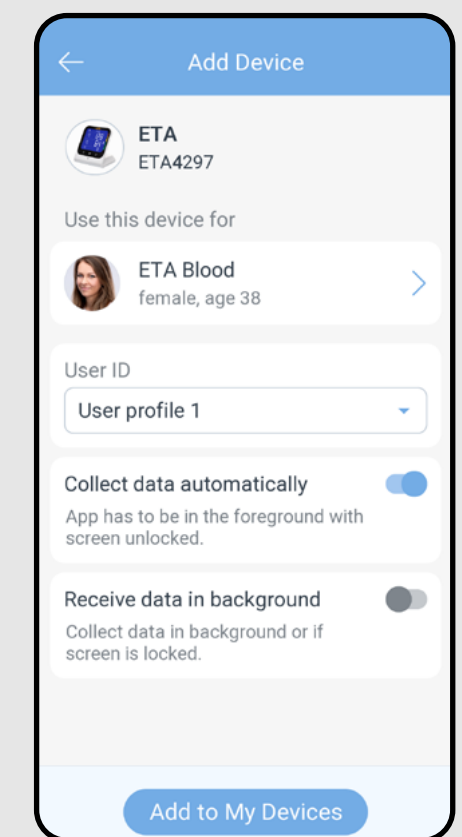 Add Device
ETA
ETA4297
Use this device for
ETA Blood
female, age 38
User ID
User profile 1
Collect data automatically
App has to be in the foreground with
screen unlocked.
Receive data in background
Collect data in background or if
screen is locked.
Add to My Devices